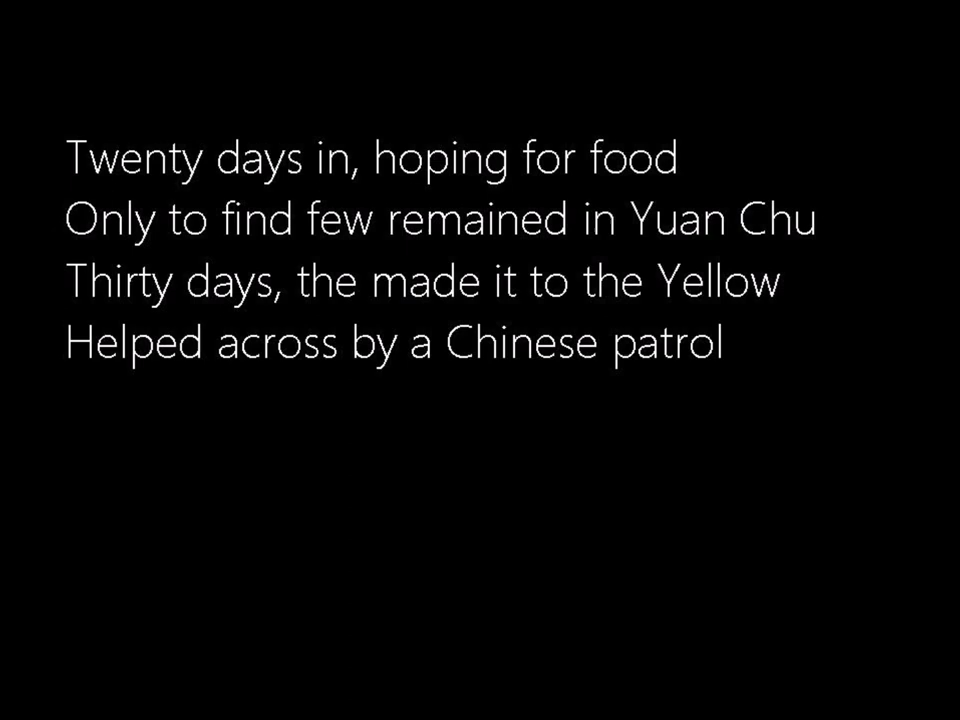 Twenty days in, hoping for food
Only to find few remained in Yuan Chu
Thirty days, the made it to the Yellow
Helped across by a Chinese patrol